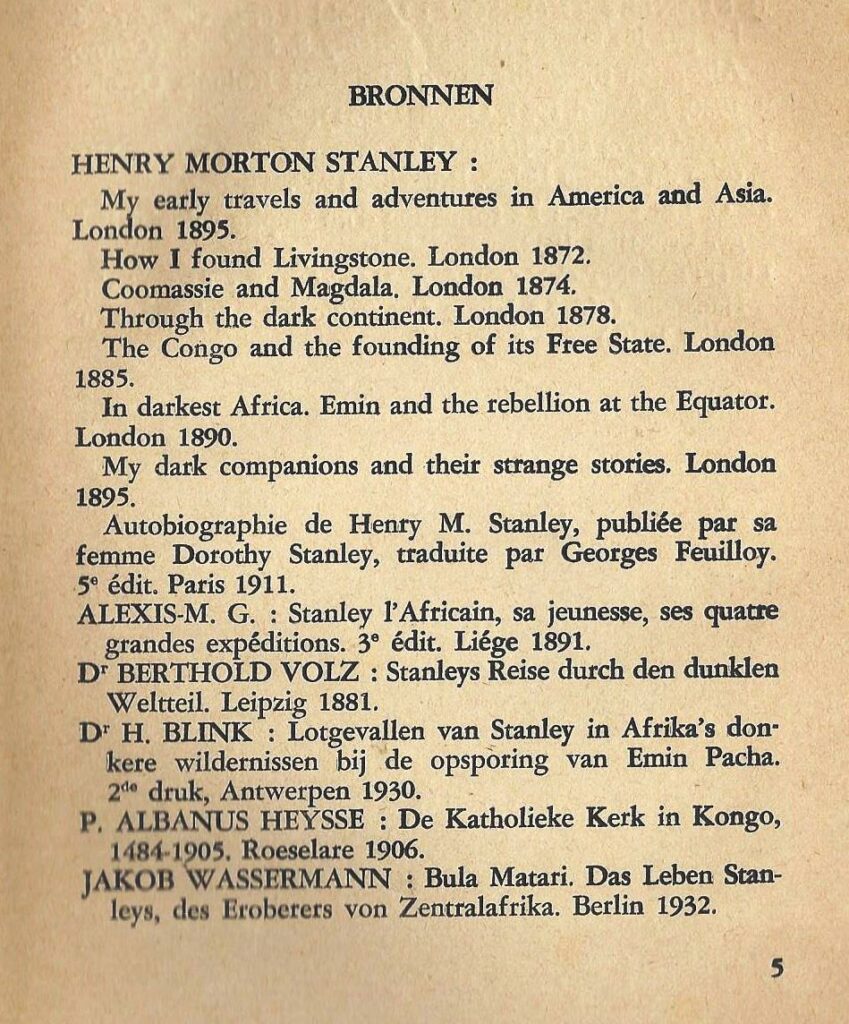 BRONNEN
HENRY MORTON STANLEY :
My early travels and adventures in America and Asia.
London 1895.
How I found Livingstone. London 1872.
Coomassie and Magdala. London 1874.
Through the dark continent. London 1878.
The Congo and the founding of its Free State. London
1885.
In darkest Africa. Emin and the rebellion at the Equator.
London 1890.
My dark companions and their strange stories. London
1895.
Autobiographie de Henry M. Stanley, publiée par sa
femme Dorothy Stanley, traduite par Georges Feuilloy.
5e édit. Paris 1911.
ALEXIS-M. G. : Stanley l'Africain, sa jeunesse, ses quatre
grandes expéditions. 3e édit. Liége 1891.
Dr BERTHOLD VOLZ : Stanleys Reise durch den dunklen
Weltteil. Leipzig 1881.
Dr H. BLINK : Lotgevallen van Stanley in Afrika's don-
kere wildernissen bij de opsporing van Emin Pacha.
2de druk, Antwerpen 1930.
P. ALBANUS HEYSSE : De Katholieke Kerk in Kongo,
1484-1905. Roeselare 1906.
JAKOB WASSERMANN : Bula Matari. Das Leben Stan-
leys, des Eroberers von Zentralafrika. Berlin 1932.
5